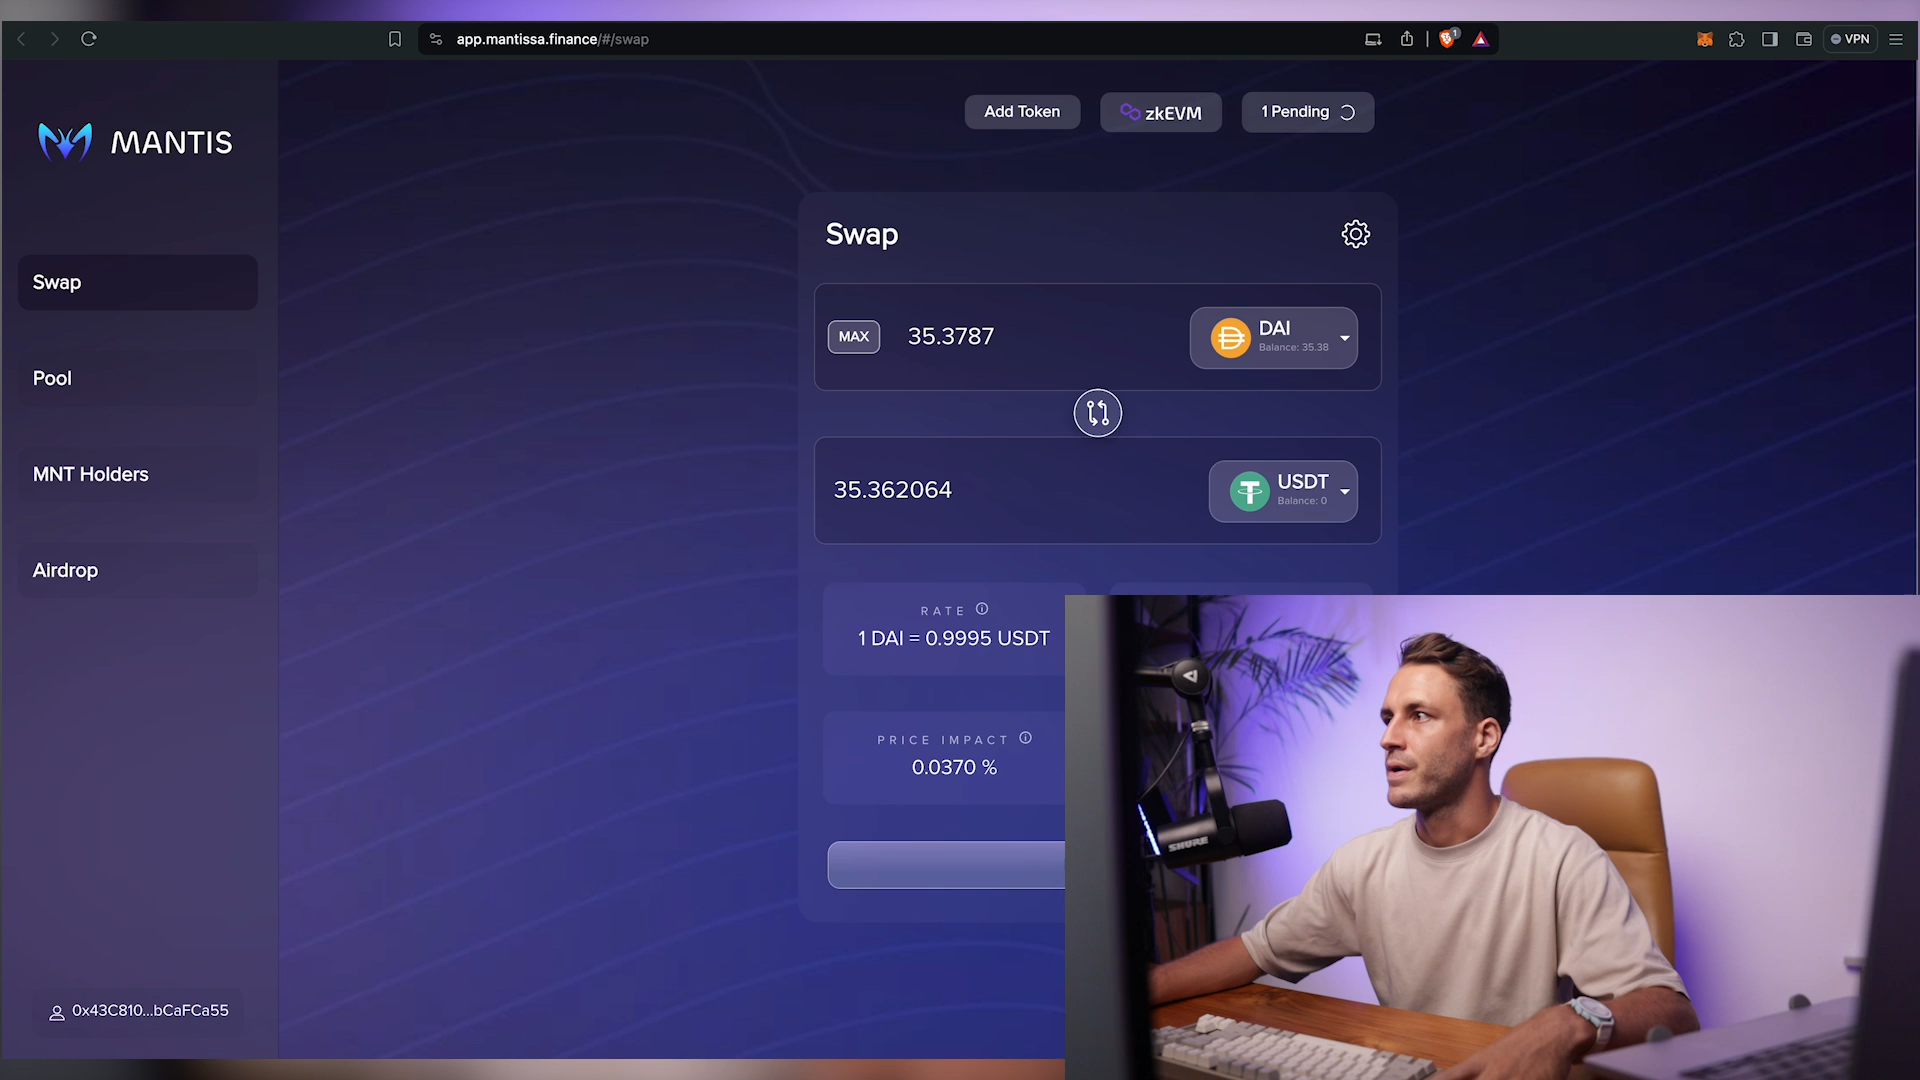 app.mantissa.finance/#/swap
1
VPN
MANTIS
Add Token
zkEVM
1 Pending
Swap
Pool
MNT Holders
Airdrop
0x43C810...bCaFCa55
Swap
MAX
35.3787
DAI
Balance: 35.38
35.362064
USDT
Balance: 0
RATE
1 DAI = 0.9995 USDT
PRICE IMPACT
0.0370 %
SHURE